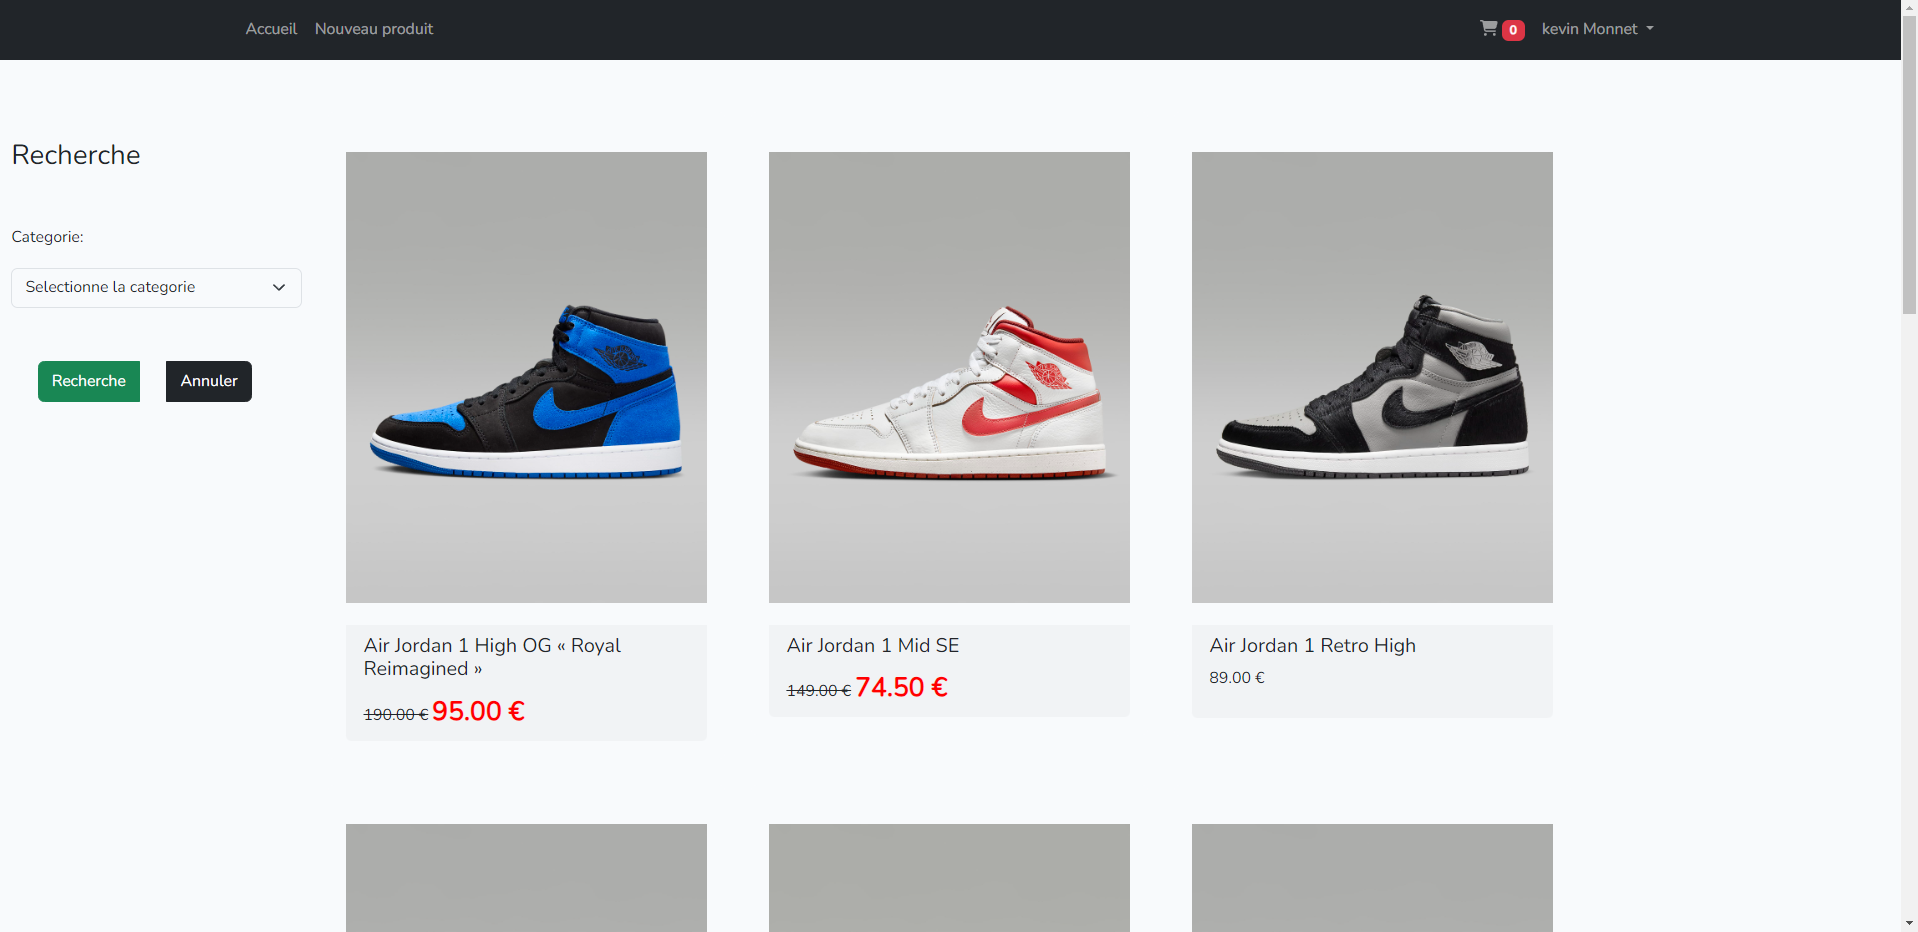 Accueil Nouveau produit 0 kevin Monnet
Recherche
Categorie:
Selectionne la categorie
Recherche Annuler
Air Jordan 1 High OG « Royal
Reimagined »
190.00 € 95.00 €
Air Jordan 1 Mid SE
149.00 € 74.50 €
Air Jordan 1 Retro High
89.00 €